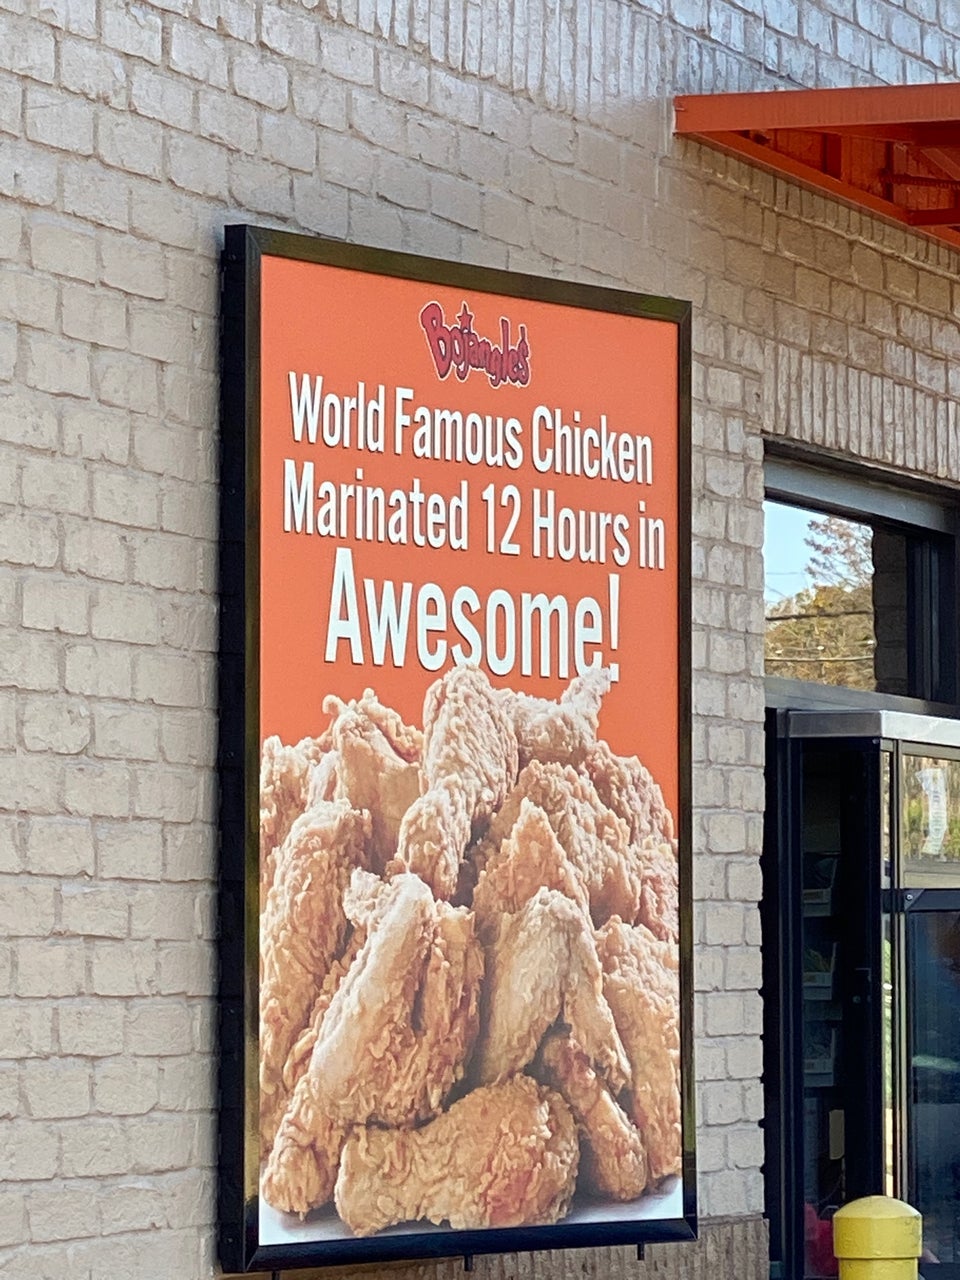 Bojangles
World Famous Chicken
Marinated 12 Hours in
Awesome!